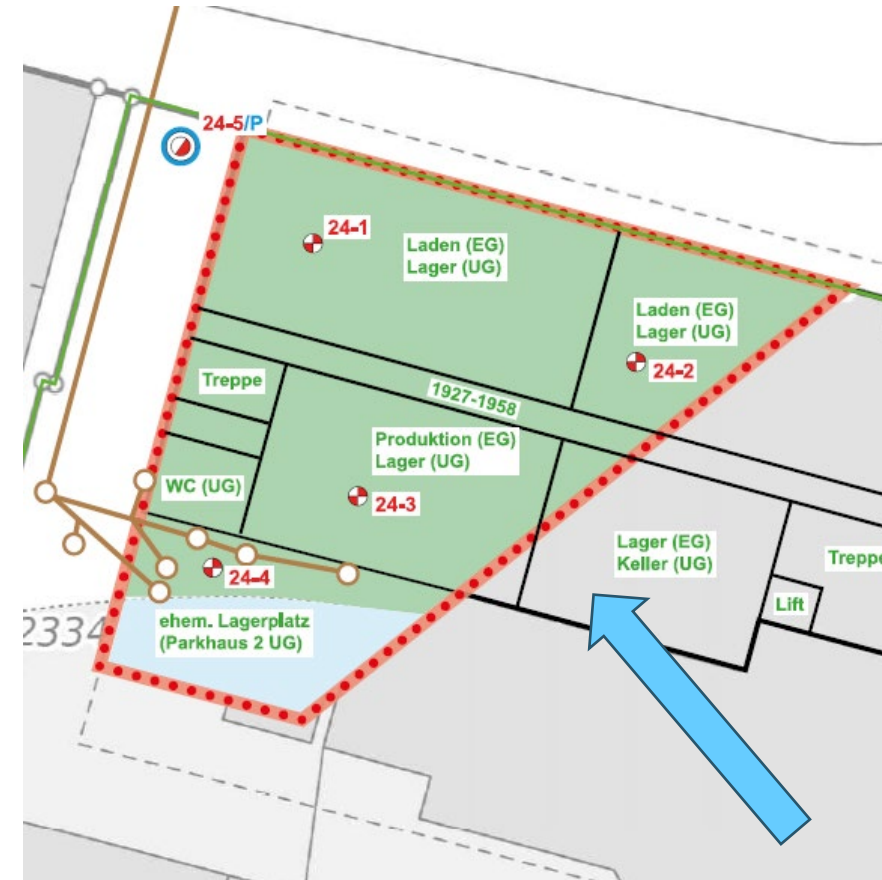 24-5/P
24-1
Laden (EG)
Lager (UG)
Laden (EG)
Lager (UG)
24-2
Treppe
1927-1958
Produktion (EG)
Lager (UG)
WC (UG)
24-3
Lager (EG)
Keller (UG)
Treppe
24-4
Lift
2334
ehem. Lagerplatz
(Parkhaus 2 UG)